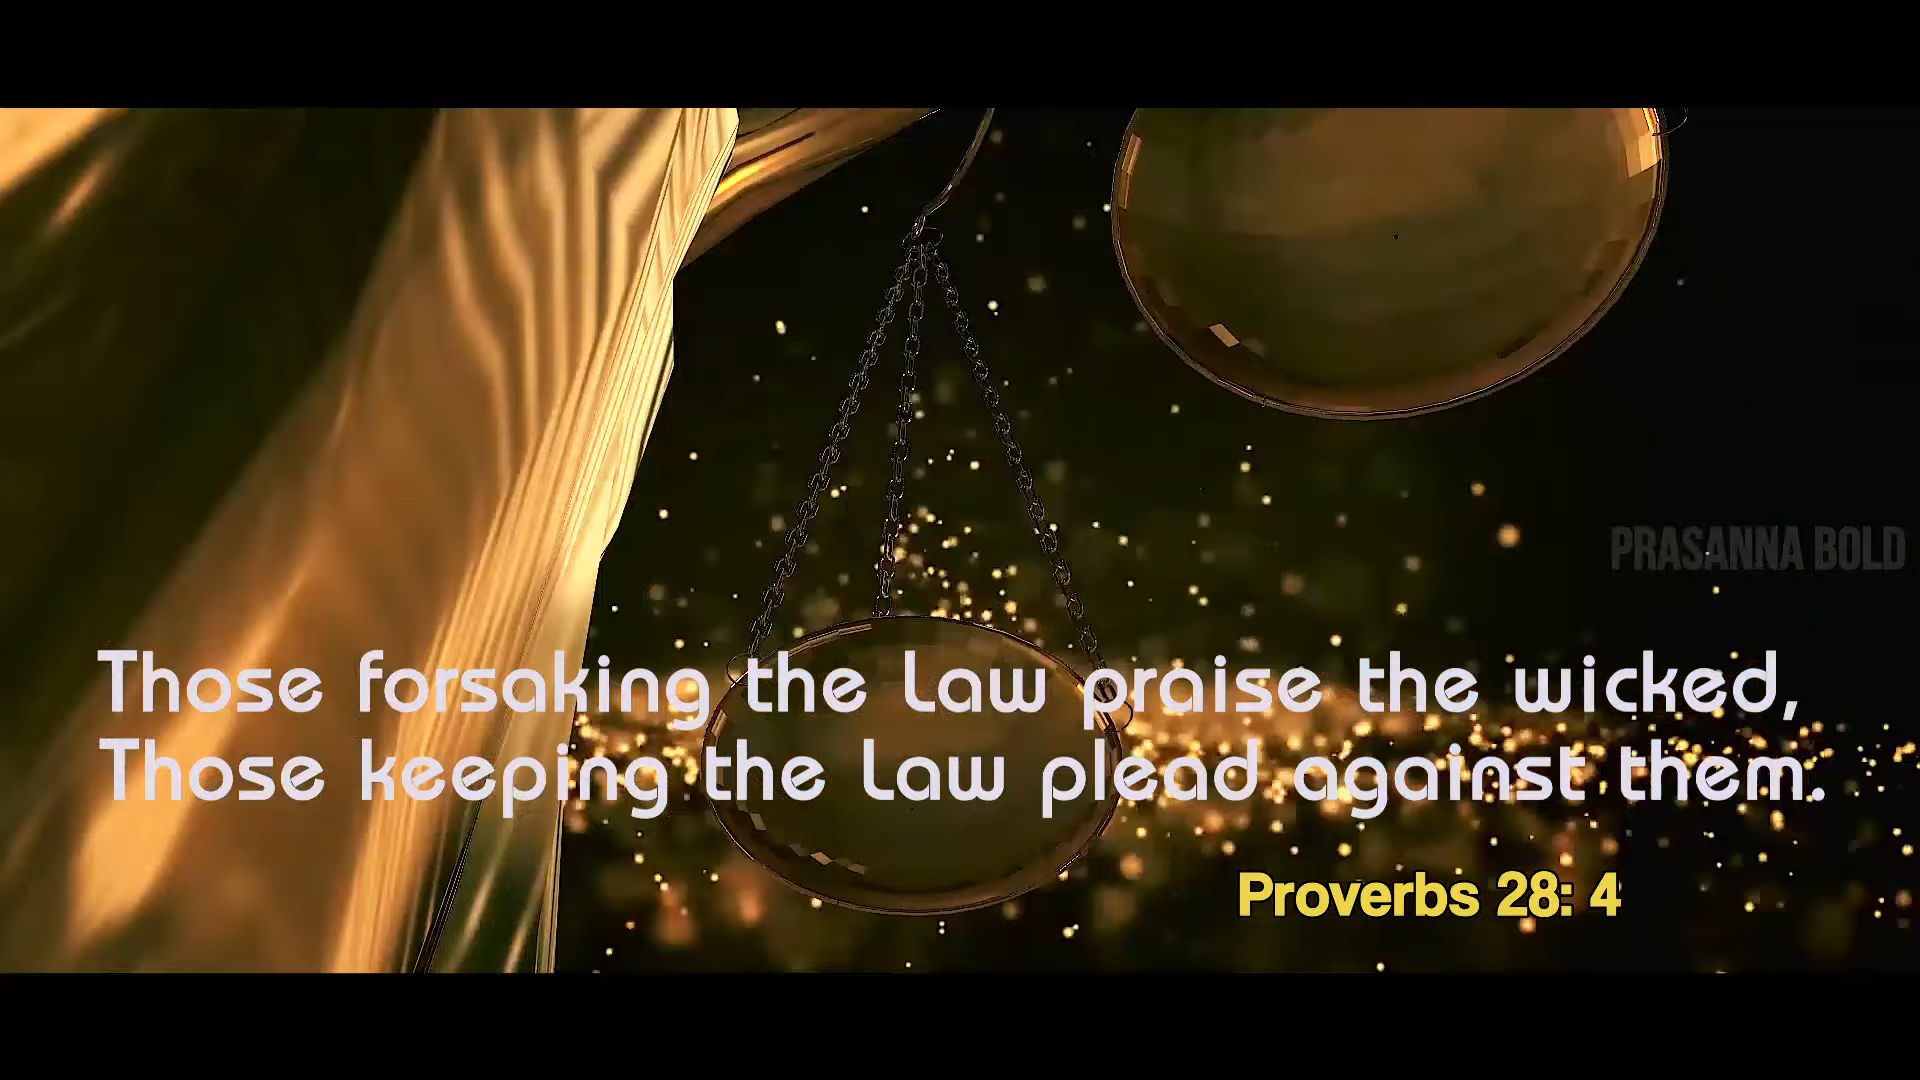 PRASANNA BOLD
Those forsaking the Law praise the wicked,
Those keeping the Law plead against them.
Proverbs 28: 4